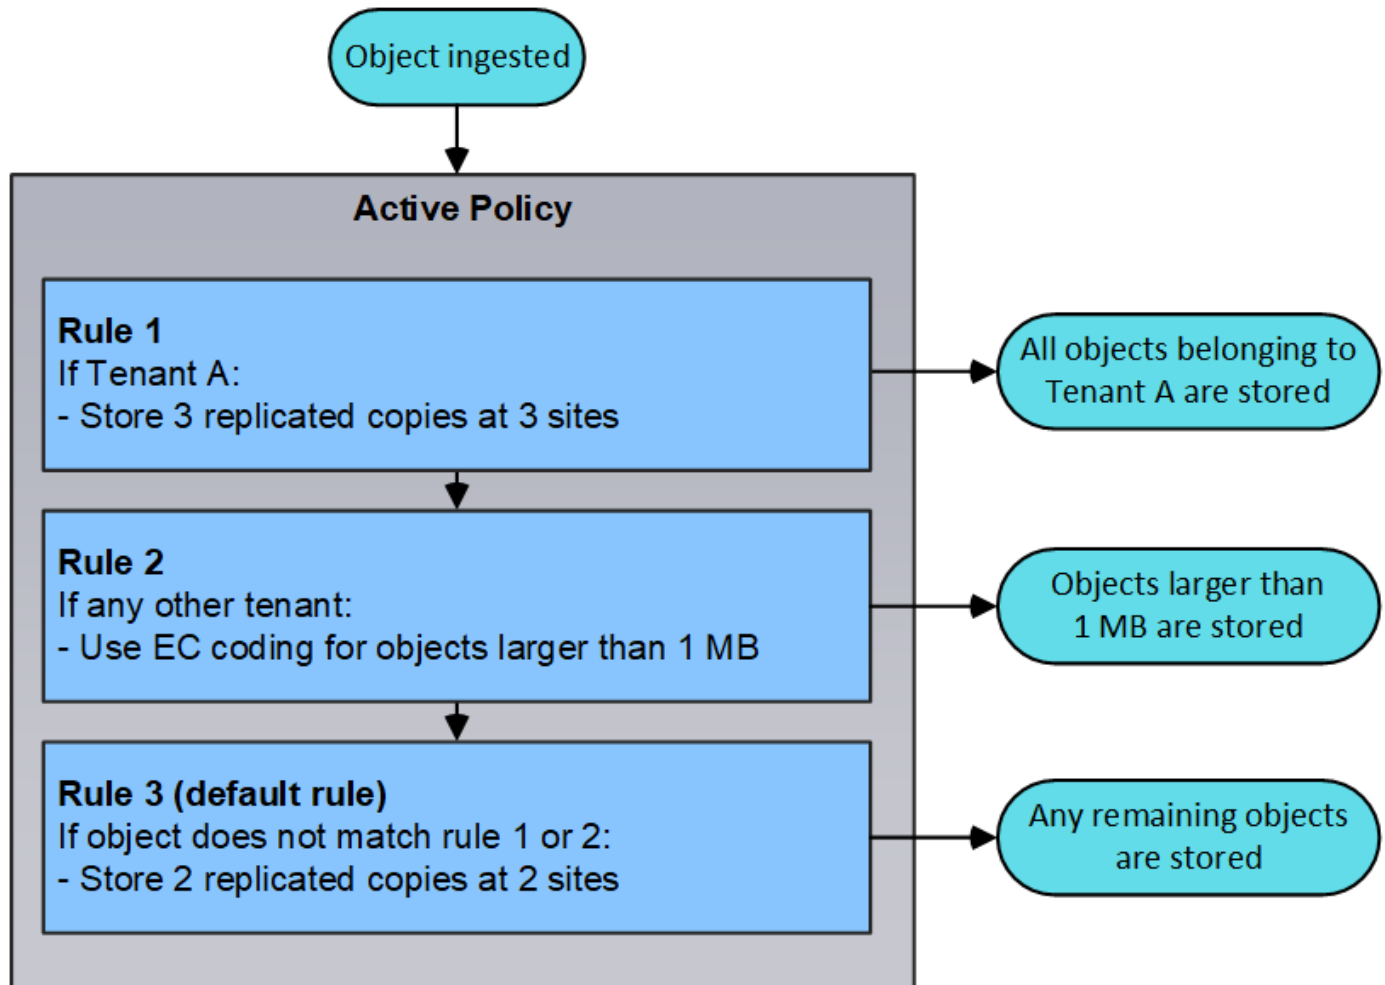 Object ingested
Active Policy
Rule 1
If Tenant A:
- Store 3 replicated copies at 3 sites
All objects belonging to
Tenant A are stored
Rule 2
If any other tenant:
- Use EC coding for objects larger than 1 MB
Objects larger than
1 MB are stored
Rule 3 (default rule)
If object does not match rule 1 or 2:
- Store 2 replicated copies at 2 sites
Any remaining objects
are stored